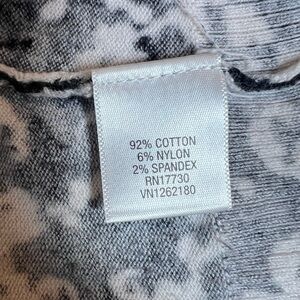 92% COTTON
6% NYLON
2% SPANDEX
RN17730
VN1262180